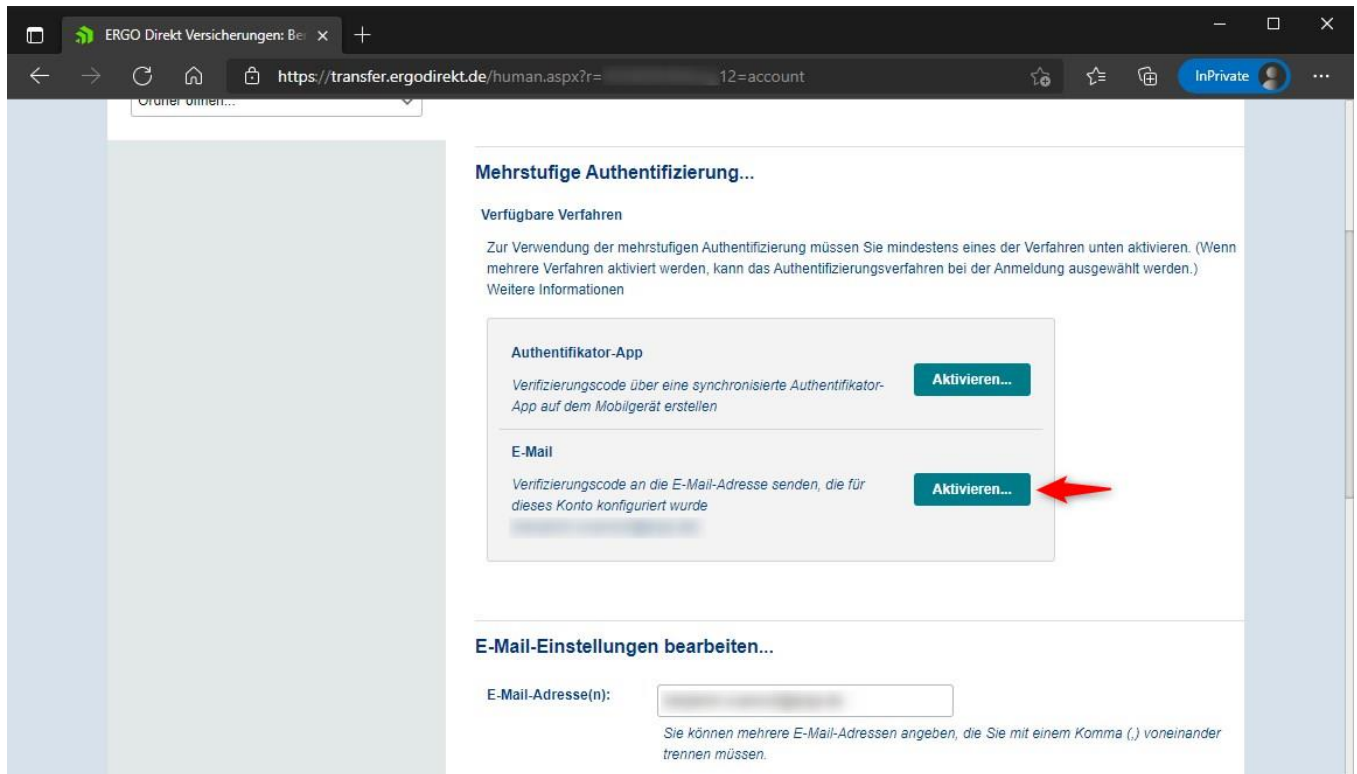 ERGO Direkt Versicherungen: Be
https://transfer.ergodirekt.de/human.aspx?r= 12=account
InPrivate
Ordner öffnen...
Mehrstufige Authentifizierung...
Verfügbare Verfahren
Zur Verwendung der mehrstufigen Authentifizierung müssen Sie mindestens eines der Verfahren unten aktivieren. (Wenn
mehrere Verfahren aktiviert werden, kann das Authentifizierungsverfahren bei der Anmeldung ausgewählt werden.)
Weitere Informationen
Authentifikator-App
Aktivieren...
Verifizierungscode über eine synchronisierte Authentifikator-
App auf dem Mobilgerät erstellen
E-Mail
Verifizierungscode an die E-Mail-Adresse senden, die für
dieses Konto konfiguriert wurde
Aktivieren...
E-Mail-Einstellungen bearbeiten...
E-Mail-Adresse(n):
Sie können mehrere E-Mail-Adressen angeben, die Sie mit einem Komma (,) voneinander
trennen müssen.